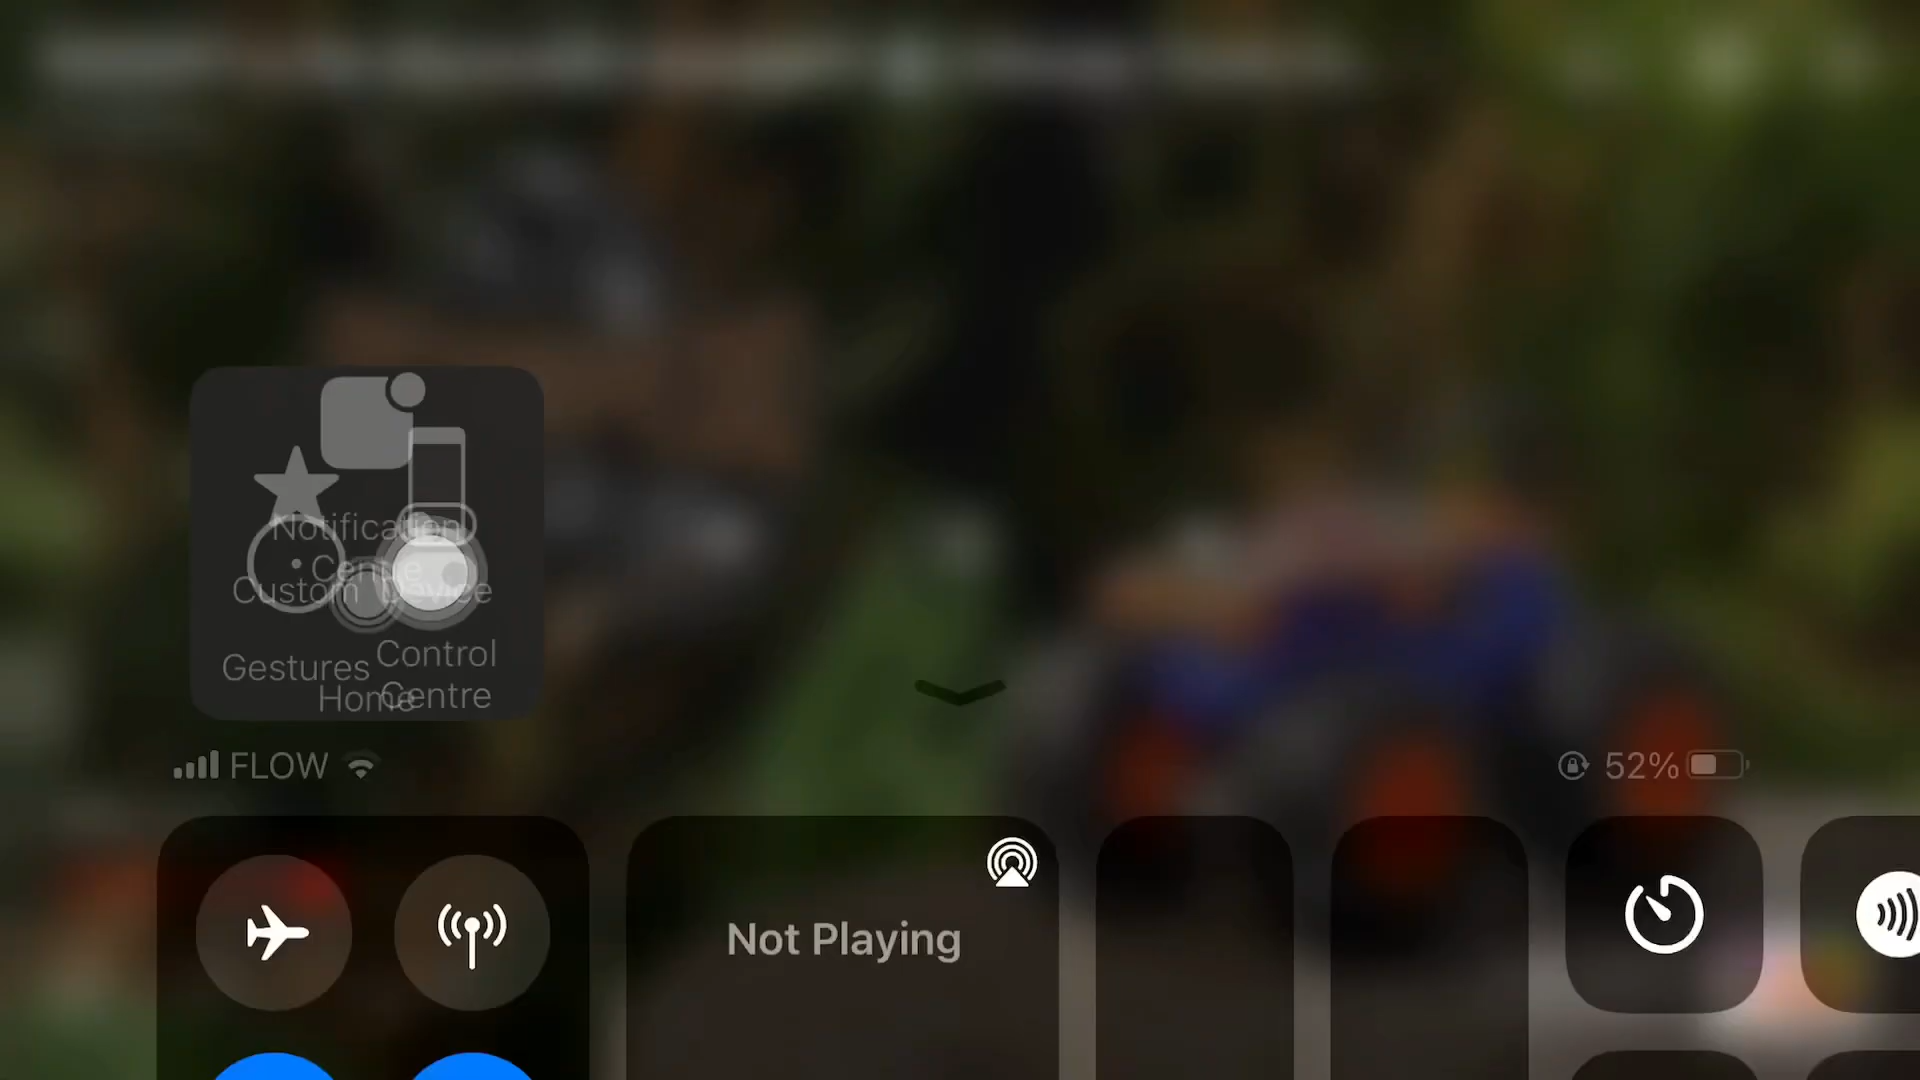 Notification
Centre
Custom
Device
Gestures
Control
Centre
Home
FLOW
52%
Not Playing